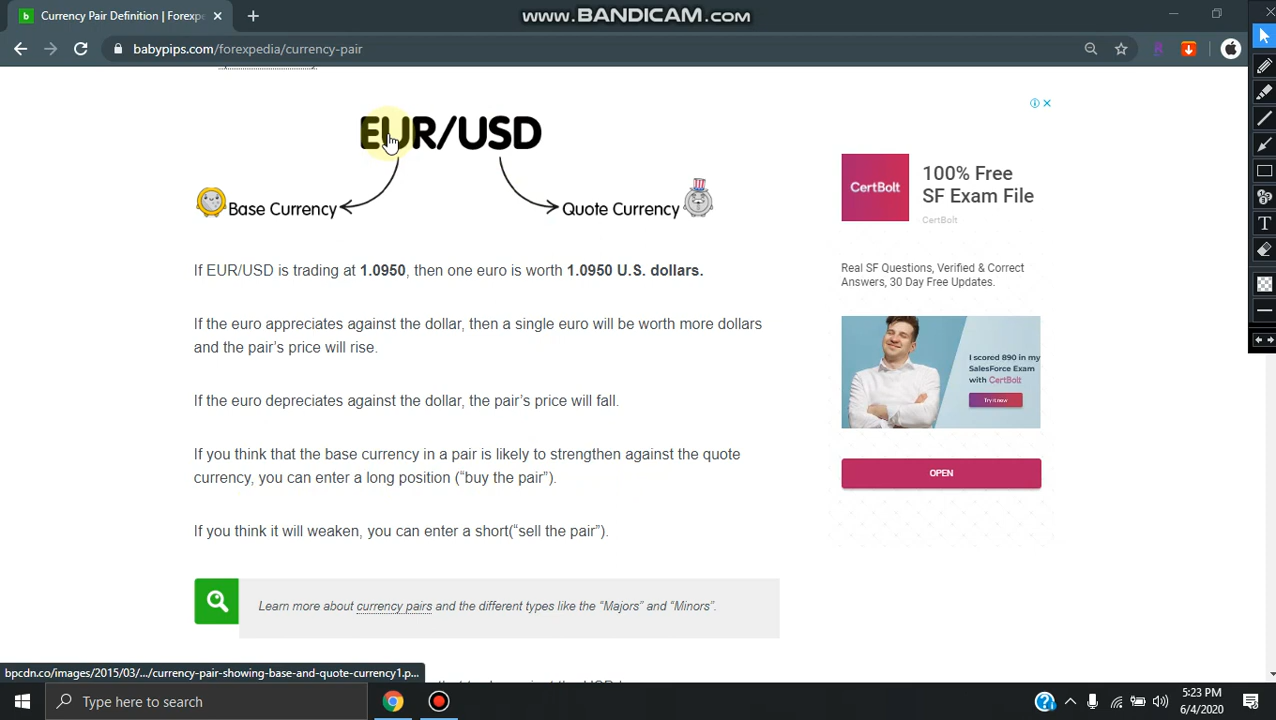 Currency Pair Definition | Forexpe
www.BANDICAM.com
babypips.com/forexpedia/currency-pair
EUR/USD
Base Currency
Quote Currency
If EUR/USD is trading at 1.0950, then one euro is worth 1.0950 U.S. dollars.
If the euro appreciates against the dollar, then a single euro will be worth more dollars
and the pair's price will rise.
If the euro depreciates against the dollar, the pair's price will fall.
If you think that the base currency in a pair is likely to strengthen against the quote
currency, you can enter a long position (“buy the pair”).
If you think it will weaken, you can enter a short(“sell the pair”).
Learn more about currency pairs and the different types like the “Majors” and “Minors”.
CertBolt
100% Free
SF Exam File
CertBolt
Real SF Questions, Verified & Correct
Answers, 30 Day Free Updates.
I scored 890 in my
SalesForce Exam
with CertBolt
Try it now
OPEN
bpcdn.co/images/2015/03/.../currency-pair-showing-base-and-quote-currency1.p...
Type here to search
5:23 PM
6/4/2020